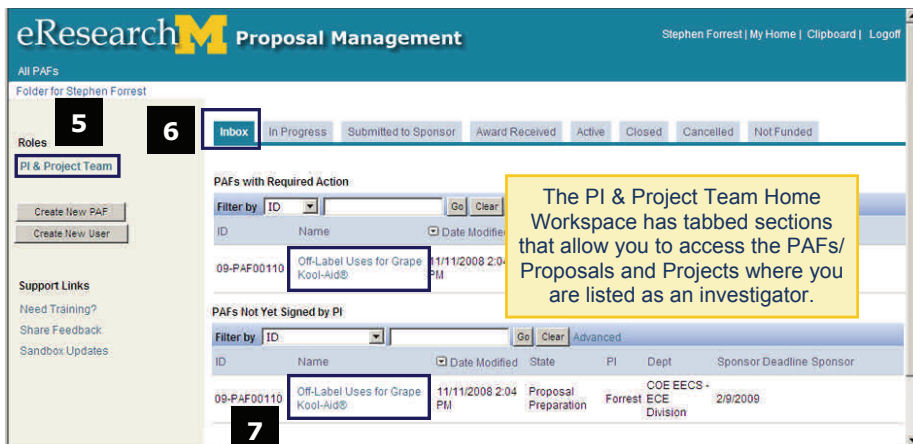 eResearchM Proposal Management
Stephen Forrest | My Home | Clipboard | Logoff
All PAFs
Folder for Stephen Forrest
5
6
Roles
PI & Project Team
Create New PAF
Create New User
Support Links
Need Training?
Share Feedback
Sandbox Updates
Inbox In Progress Submitted to Sponsor Award Received Active Closed Cancelled Not Funded
PAFs with Required Action
Filter by ID Go Clear
ID Name Date Modified
09-PAF00110 Off-Label Uses for Grape 11/11/2008 2:04
Kool-Aid® PM
The PI & Project Team Home
Workspace has tabbed sections
that allow you to access the PAFs/
Proposals and Projects where you
are listed as an investigator.
PAFs Not Yet Signed by PI
Filter by ID Go Clear Advanced
ID Name Date Modified State PI Dept Sponsor Deadline Sponsor
09-PAF00110 Off-Label Uses for Grape Kool-Aid® 11/11/2008 2:04 PM Proposal Preparation Forrest COE EECS - ECE Division 2/9/2009
7